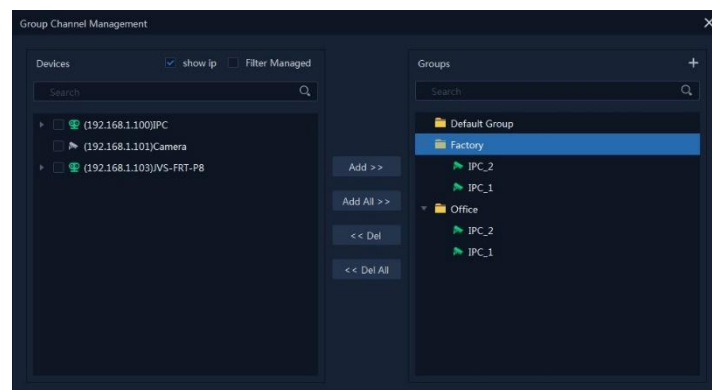 Group Channel Management
Devices
show ip
Filter Managed
Search
(192.168.1.100)IPC
(192.168.1.101)Camera
(192.168.1.103)JVS-FRT-P8
Add >>
Add All >>
<< Del
<< Del All
Groups
Search
Default Group
Factory
IPC_2
IPC_1
Office
IPC_2
IPC_1